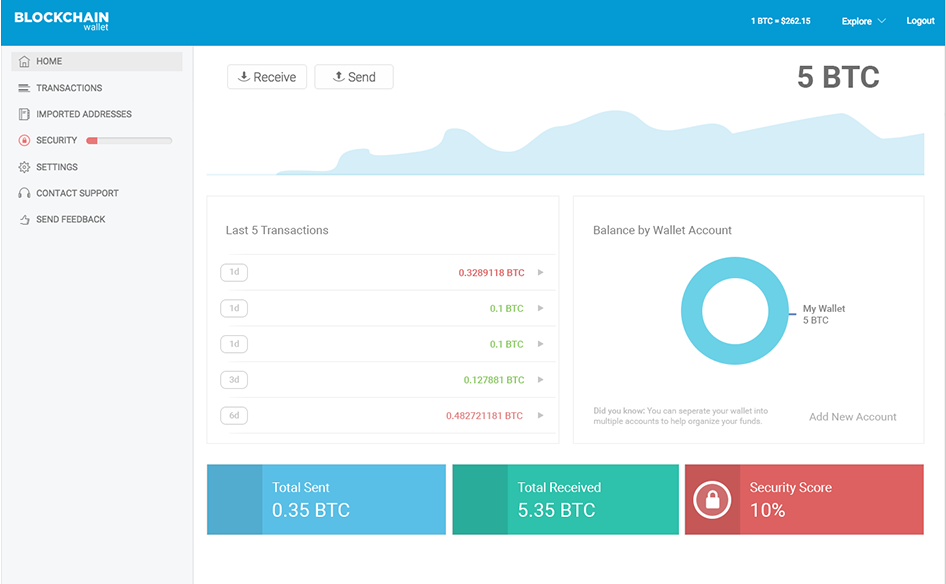 BLOCKCHAIN
wallet
1 BTC = $262.15
Explore
Logout
HOME
TRANSACTIONS
IMPORTED ADDRESSES
SECURITY
SETTINGS
CONTACT SUPPORT
SEND FEEDBACK
Receive
Send
5 BTC
Last 5 Transactions
1d 0.3289118 BTC
1d 0.1 BTC
1d 0.1 BTC
3d 0.127881 BTC
6d 0.482721181 BTC
Balance by Wallet Account
My Wallet
5 BTC
Did you know: You can seperate your wallet into
multiple accounts to help organize your funds.
Add New Account
Total Sent
0.35 BTC
Total Received
5.35 BTC
Security Score
10%